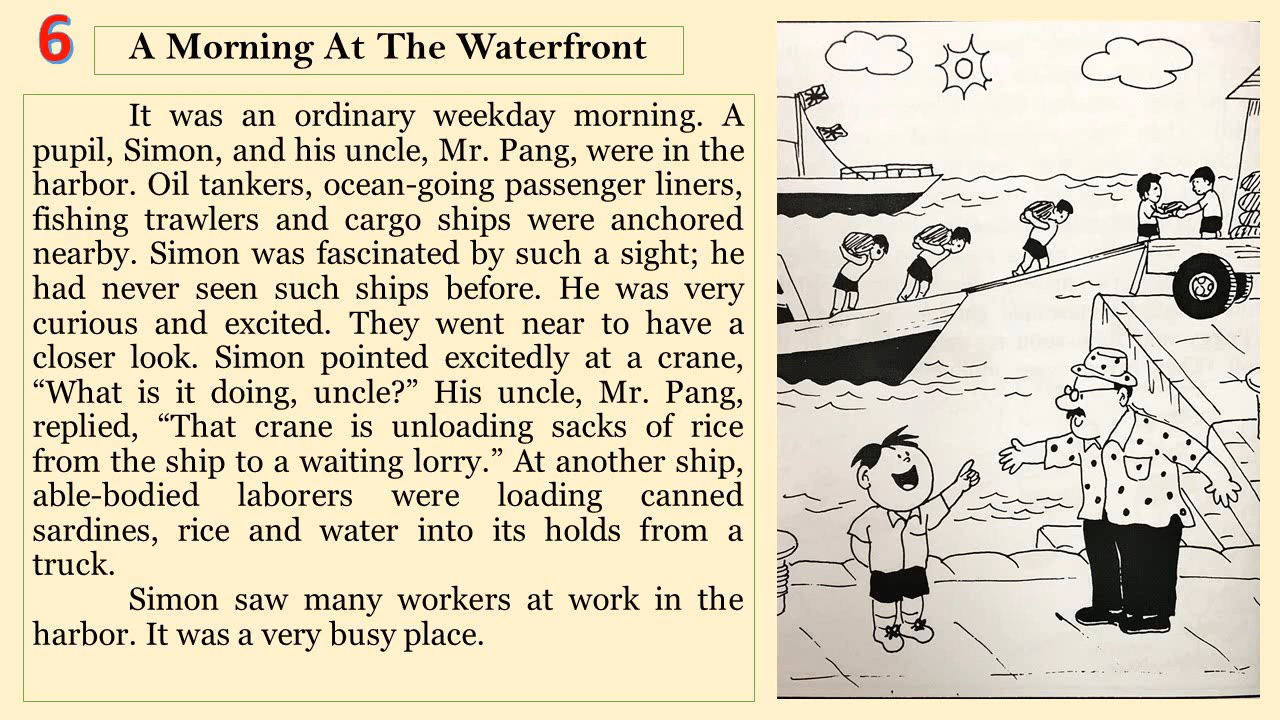 6
A Morning At The Waterfront
It was an ordinary weekday morning. A
pupil, Simon, and his uncle, Mr. Pang, were in the
harbor. Oil tankers, ocean-going passenger liners,
fishing trawlers and cargo ships were anchored
nearby. Simon was fascinated by such a sight; he
had never seen such ships before. He was very
curious and excited. They went near to have a
closer look. Simon pointed excitedly at a crane,
“What is it doing, uncle?” His uncle, Mr. Pang,
replied, “That crane is unloading sacks of rice
from the ship to a waiting lorry.” At another ship,
able-bodied laborers were loading canned
sardines, rice and water into its holds from a
truck.
Simon saw many workers at work in the
harbor. It was a very busy place.